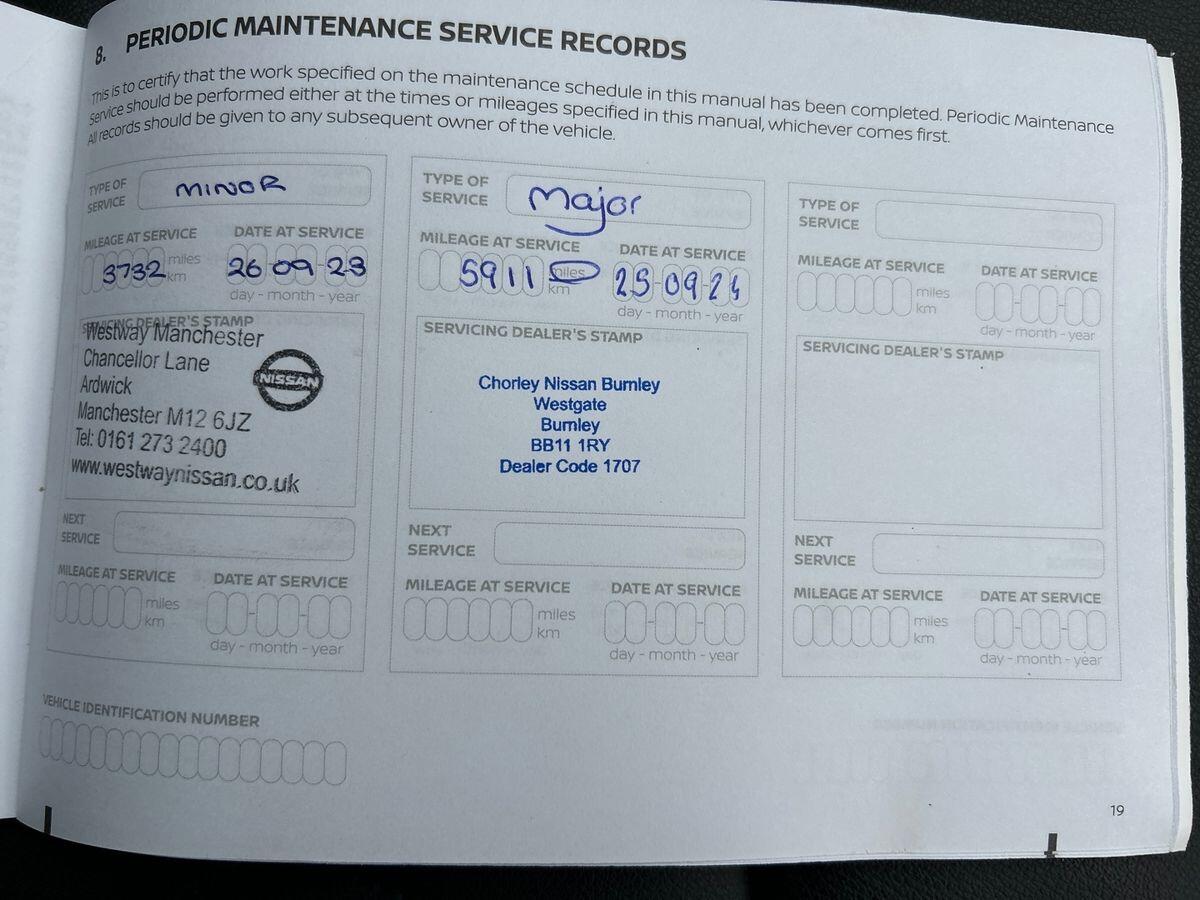 8. PERIODIC MAINTENANCE SERVICE RECORDS
This is to certify that the work specified on the maintenance schedule in this manual has been completed. Periodic Maintenance
Service should be performed either at the times or mileages specified in this manual, whichever comes first.
All records should be given to any subsequent owner of the vehicle.
TYPE OF
SERVICE
MINOR
MILEAGE AT SERVICE
DATE AT SERVICE
3732
miles
km
26-09-23
day - month - year
SERVICING DEALER'S STAMP
Westway Manchester
Chancellor Lane
Ardwick
Manchester M12 6JZ
Tel: 0161 273 2400
www.westwaynissan.co.uk
NISSAN
NEXT
SERVICE
MILEAGE AT SERVICE
DATE AT SERVICE
miles
km
day - month - year
TYPE OF
SERVICE
Major
MILEAGE AT SERVICE
DATE AT SERVICE
5911
miles
km
25-09-24
day - month - year
SERVICING DEALER'S STAMP
Chorley Nissan Burnley
Westgate
Burnley
BB11 1RY
Dealer Code 1707
NEXT
SERVICE
MILEAGE AT SERVICE
DATE AT SERVICE
miles
km
day - month - year
TYPE OF
SERVICE
MILEAGE AT SERVICE
DATE AT SERVICE
miles
km
day - month - year
SERVICING DEALER'S STAMP
NEXT
SERVICE
MILEAGE AT SERVICE
DATE AT SERVICE
miles
km
day - month - year
VEHICLE IDENTIFICATION NUMBER
19